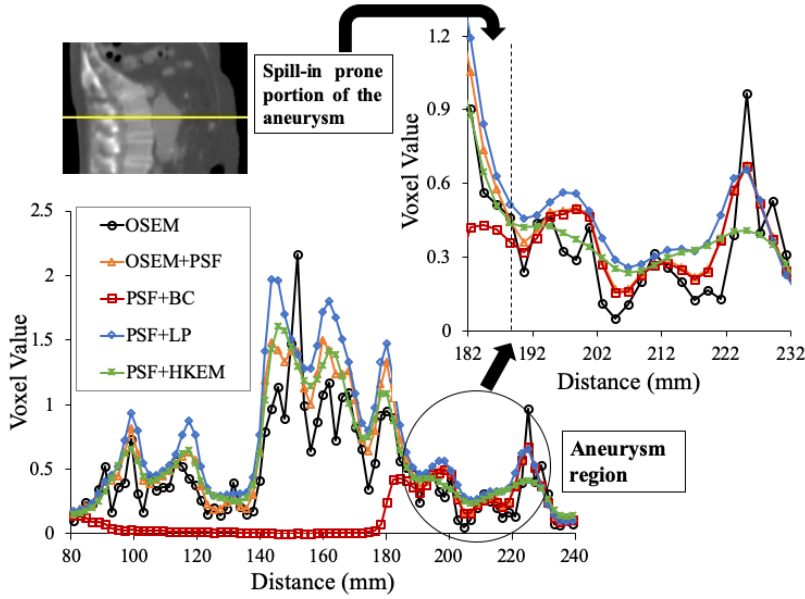 Spill-in prone
portion of the
aneurysm
1.2
0.9
0.6
0.3
0
Voxel Value
182 192 202 212 222 232
Distance (mm)
2.5
2
1.5
1
0.5
0
Voxel Value
OSEM
OSEM+PSF
PSF+BC
PSF+LP
PSF+HKEM
Aneurysm
region
80 100 120 140 160 180 200 220 240
Distance (mm)